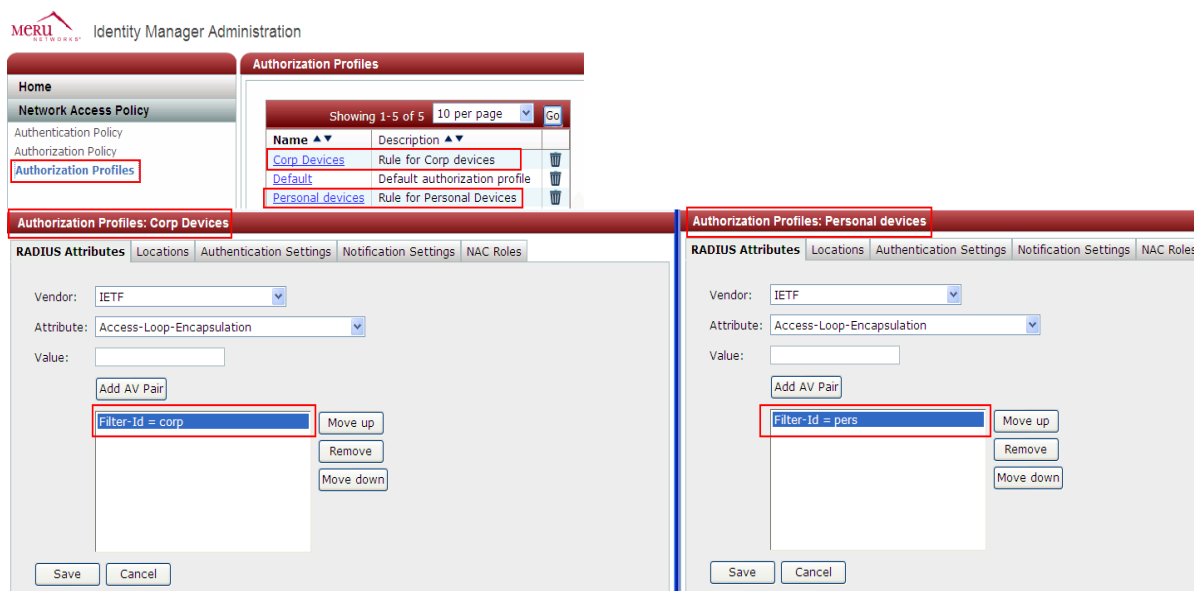 MERU NETWORKS Identity Manager Administration
Home
Network Access Policy
Authentication Policy
Authorization Policy
Authorization Profiles
Authorization Profiles
Showing 1-5 of 5 10 per page Go
Name ▲▼ Description ▲▼
Corp Devices Rule for Corp devices
Default Default authorization profile
Personal devices Rule for Personal Devices
Authorization Profiles: Corp Devices
RADIUS Attributes Locations Authentication Settings Notification Settings NAC Roles
Vendor: IETF
Attribute: Access-Loop-Encapsulation
Value:
Add AV Pair
Filter-Id = corp
Move up
Remove
Move down
Save Cancel
Authorization Profiles: Personal devices
RADIUS Attributes Locations Authentication Settings Notification Settings NAC Roles
Vendor: IETF
Attribute: Access-Loop-Encapsulation
Value:
Add AV Pair
Filter-Id = pers
Move up
Remove
Move down
Save Cancel